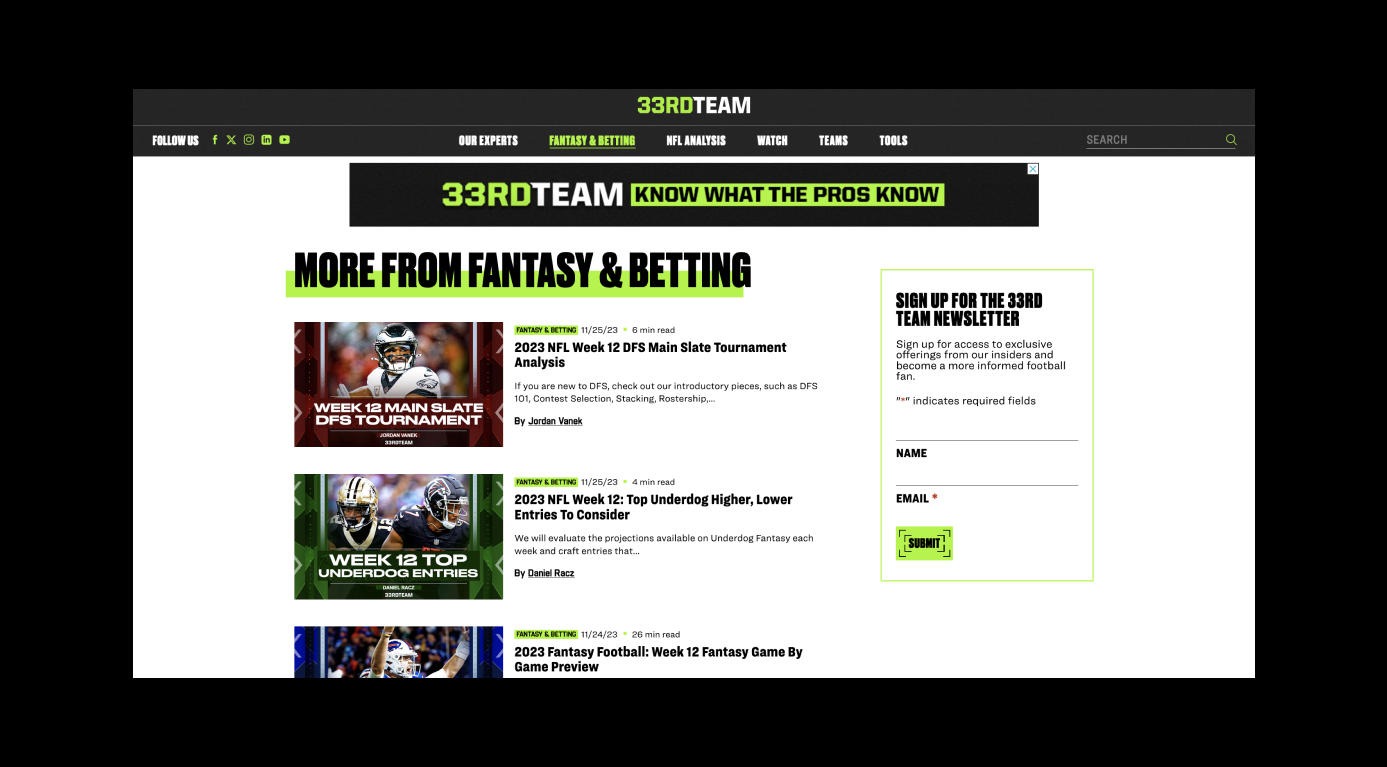 33RDTEAM
FOLLOW US
OUR EXPERTS
FANTASY & BETTING
NFL ANALYSIS
WATCH
TEAMS
TOOLS
SEARCH
33RDTEAM KNOW WHAT THE PROS KNOW
MORE FROM FANTASY & BETTING
WEEK 12 MAIN SLATE
DFS TOURNAMENT
JORDAN VANEK
33RDTEAM
FANTASY & BETTING 11/25/23 • 6 min read
2023 NFL Week 12 DFS Main Slate Tournament
Analysis
If you are new to DFS, check out our introductory pieces, such as DFS
101, Contest Selection, Stacking, Rostership,...
By Jordan Vanek
WEEK 12 TOP
UNDERDOG ENTRIES
DANIEL RACZ
33RDTEAM
FANTASY & BETTING 11/25/23 • 4 min read
2023 NFL Week 12: Top Underdog Higher, Lower
Entries To Consider
We will evaluate the projections available on Underdog Fantasy each
week and craft entries that...
By Daniel Racz
FANTASY & BETTING 11/24/23 • 26 min read
2023 Fantasy Football: Week 12 Fantasy Game By
Game Preview
SIGN UP FOR THE 33RD
TEAM NEWSLETTER
Sign up for access to exclusive
offerings from our insiders and
become a more informed football
fan.
"*" indicates required fields
NAME
EMAIL *
SUBMIT